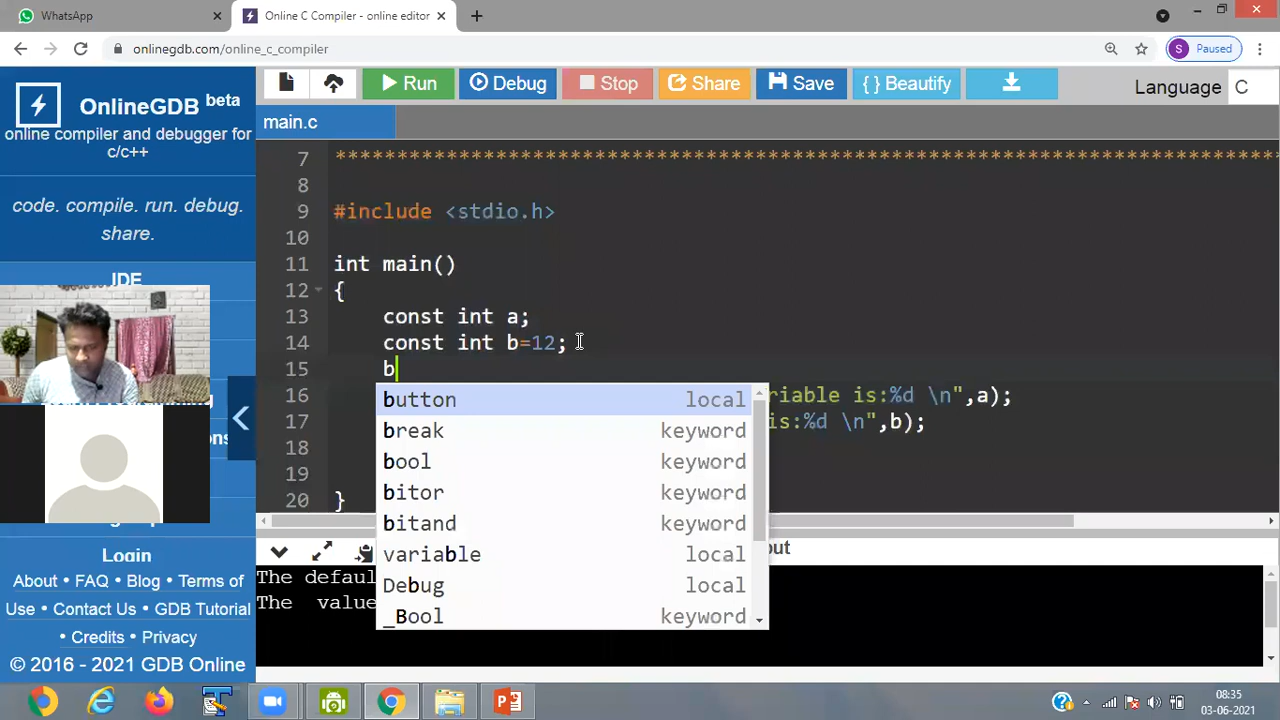 WhatsApp
Online C Compiler - online editor
onlinegdb.com/online_c_compiler
S Paused
OnlineGDB beta
online compiler and debugger for
c/c++
code. compile. run. debug.
share.
IDE
Login
About • FAQ • Blog • Terms of
Use • Contact Us • GDB Tutorial
• Credits • Privacy
© 2016 - 2021 GDB Online
Run
Debug
Stop
Share
Save
{ } Beautify
Language C
main.c
7 ******************************************************************************
8
9 #include <stdio.h>
10
11 int main()
12 {
13 const int a;
14 const int b=12;
15 b
16 riable is:%d \n",a);
17 is:%d \n",b);
18
19
20 }
button local
break keyword
bool keyword
bitor keyword
bitand keyword
variable local
Debug local
_Bool keyword
put
The defaul
The value
08:35
03-06-2021